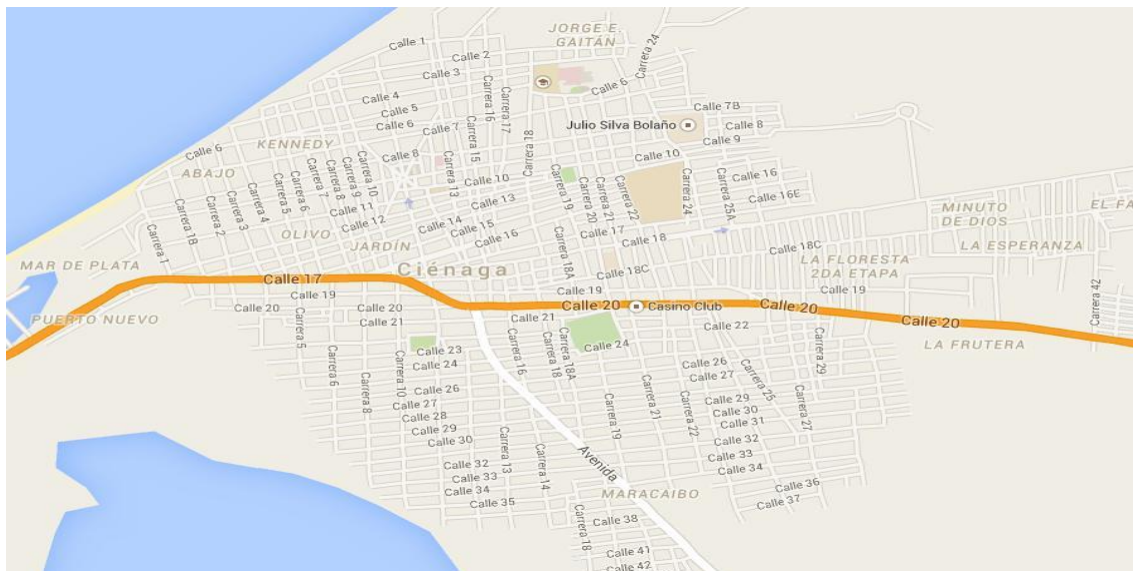 JORGE E.
GAITÁN
Calle 1
Calle 2
Carrera 24
Calle 3
Calle 6
Calle 4
Carrera 16
Carrera 17
Calle 5
Calle 7B
Calle 6
Calle 7
Julio Silva Bolaño
Calle 8
KENNEDY
Calle 6
Calle 8
Carrera 15
Carrera 18
Calle 9
Calle 10
ABAJO
Carrera 5
Carrera 6
Carrera 7
Carrera 8
Carrera 9
Carrera 10
Carrera 13
Calle 10
Calle 16
Carrera 1B
Carrera 2
Carrera 3
Carrera 4
Calle 11
Calle 13
Carrera 19
Carrera 20
Carrera 21
Carrera 22
Carrera 24
Carrera 25A
Calle 16E
MINUTO
DE DIOS
EL FA
Calle 12
Calle 14
Calle 15
OLIVO
JARDÍN
Calle 16
Calle 17
Calle 18
Calle 18C
LA ESPERANZA
Carrera 1
MAR DE PLATA
Ciénaga
Carrera 18A
Calle 18C
LA FLORESTA
2DA ETAPA
Calle 17
Calle 19
Calle 19
Calle 19
Carrera 42
Calle 20
Calle 20
Calle 20
Casino Club
Calle 20
Calle 20
PUERTO NUEVO
Calle 21
Calle 21
Calle 22
Carrera 5
LA FRUTERA
Calle 23
Calle 24
Calle 24
Carrera 6
Carrera 8
Carrera 10
Carrera 16
Carrera 18
Carrera 18A
Calle 26
Calle 27
Carrera 25
Carrera 29
Calle 26
Calle 27
Calle 28
Calle 29
Calle 30
Carrera 19
Carrera 21
Carrera 22
Calle 29
Calle 30
Calle 31
Carrera 27
Calle 32
Calle 33
Calle 34
Carrera 13
Carrera 14
Avenida
Calle 32
Calle 33
Calle 34
Calle 35
MARACAIBO
Calle 36
Calle 37
Carrera 18
Calle 38
Calle 41
Calle 42